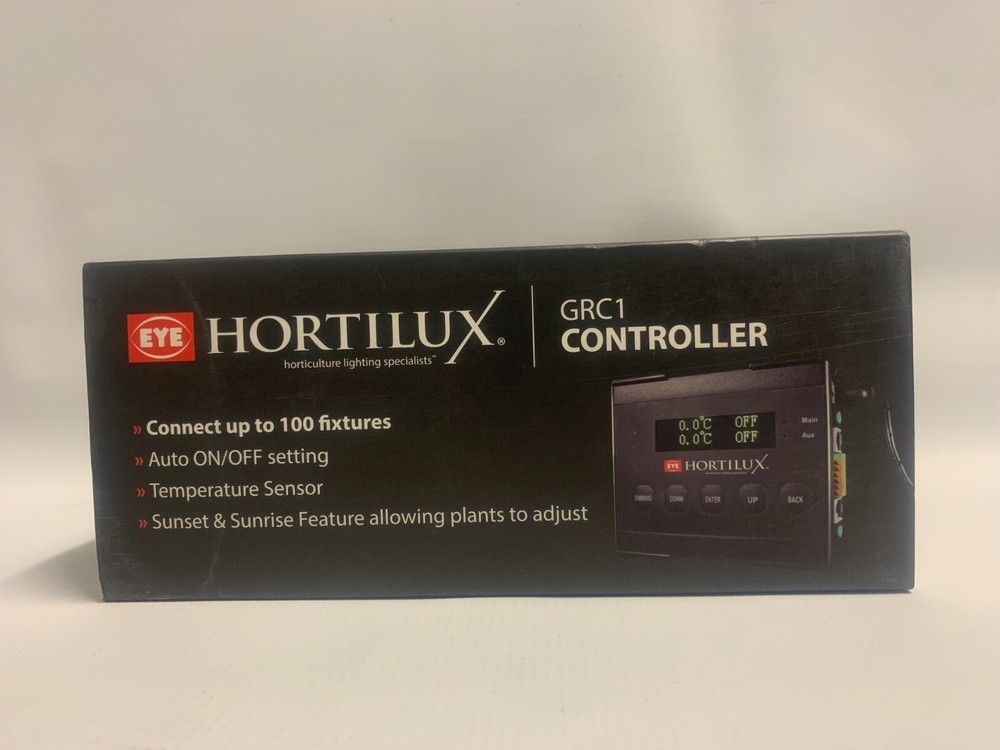 EYE HORTILUX®
horticulture lighting specialists™
GRC1
CONTROLLER
» Connect up to 100 fixtures
» Auto ON/OFF setting
» Temperature Sensor
» Sunset & Sunrise Feature allowing plants to adjust
0.0°C OFF
0.0°C OFF
Main
Aux
EYE HORTILUX
DIMMING DOWN ENTER UP BACK